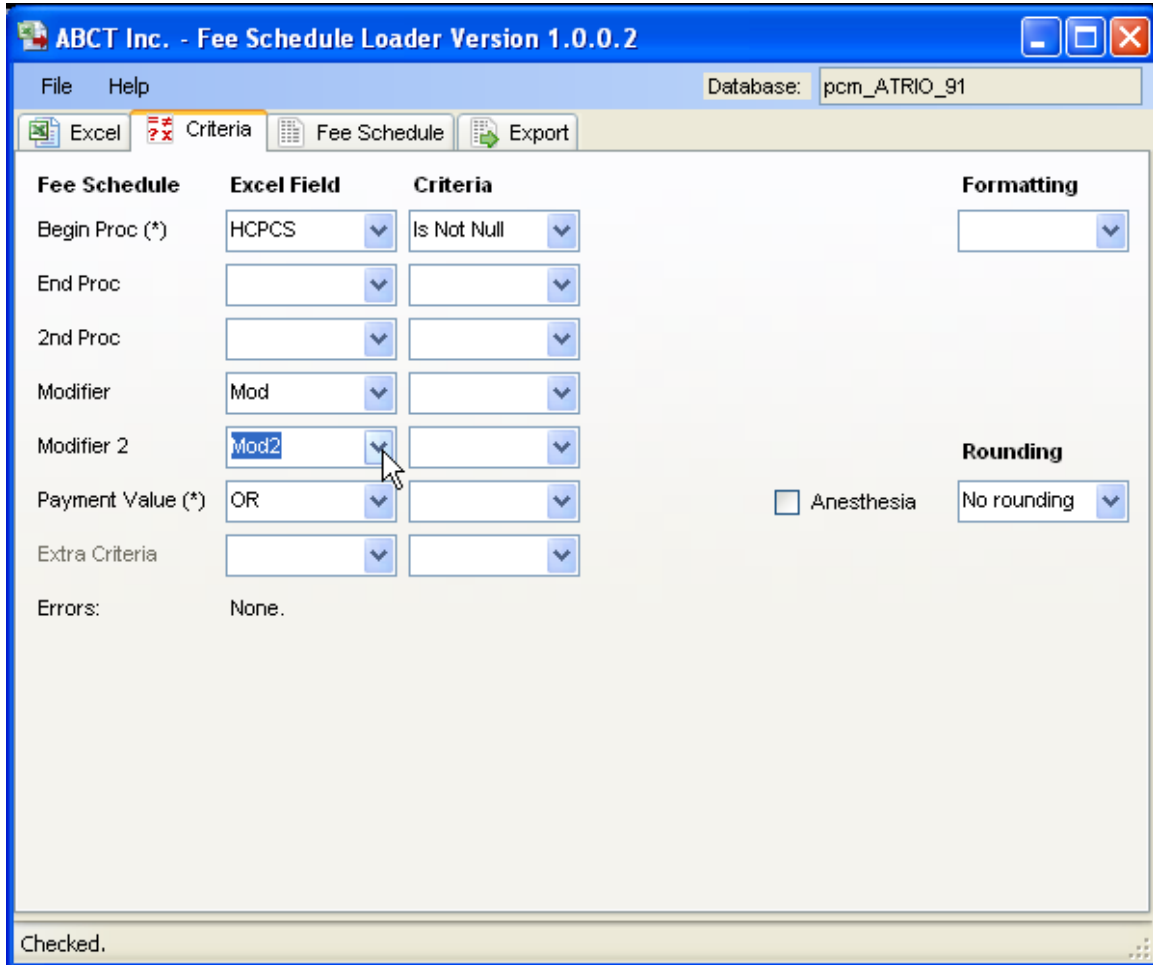 ABCT Inc. - Fee Schedule Loader Version 1.0.0.2
File Help Database: pcm_ATRIO_91
Excel Criteria Fee Schedule Export
Fee Schedule Excel Field Criteria Formatting
Begin Proc (*) HCPCS Is Not Null
End Proc
2nd Proc
Modifier Mod
Modifier 2 Mod2 Rounding
Payment Value (*) OR Anesthesia No rounding
Extra Criteria
Errors: None.
Checked.